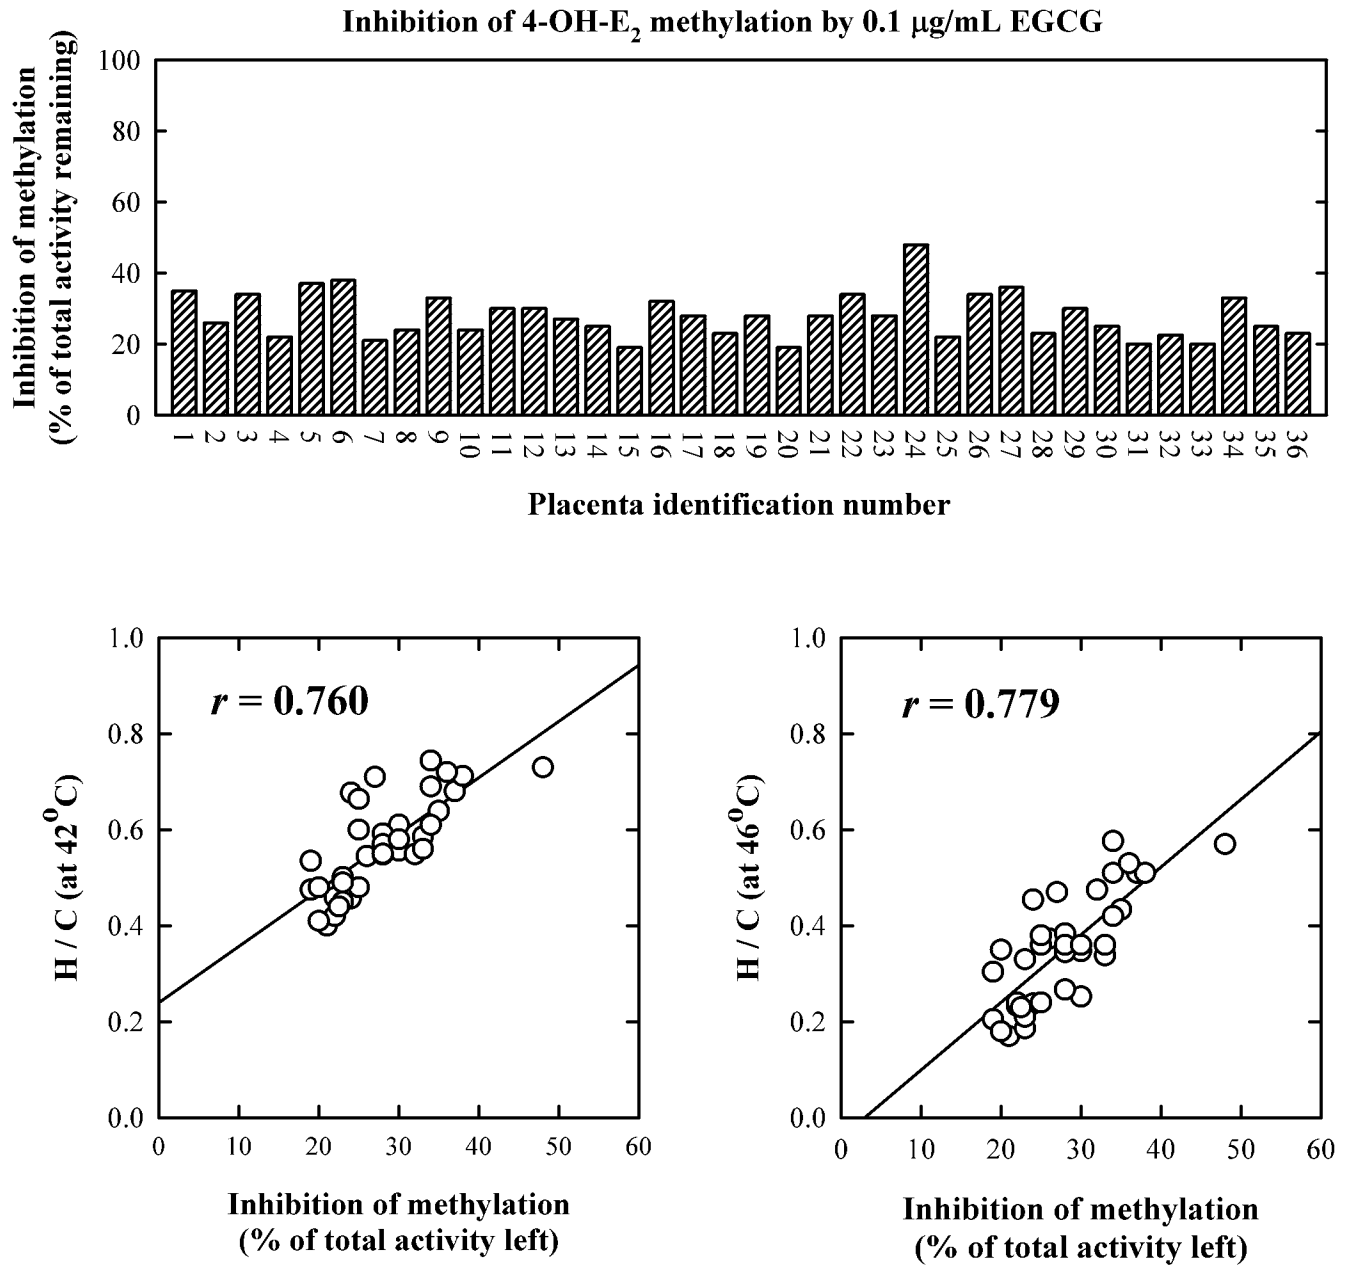 Inhibition of 4-OH-E2 methylation by 0.1 µg/mL EGCG
Inhibition of methylation
(% of total activity remaining)
100
80
60
40
20
0
1 2 3 4 5 6 7 8 9 10 11 12 13 14 15 16 17 18 19 20 21 22 23 24 25 26 27 28 29 30 31 32 33 34 35 36
Placenta identification number
H / C (at 42°C)
1.0
0.8
0.6
0.4
0.2
0.0
r = 0.760
0 10 20 30 40 50 60
Inhibition of methylation
(% of total activity left)
H / C (at 46°C)
1.0
0.8
0.6
0.4
0.2
0.0
r = 0.779
0 10 20 30 40 50 60
Inhibition of methylation
(% of total activity left)